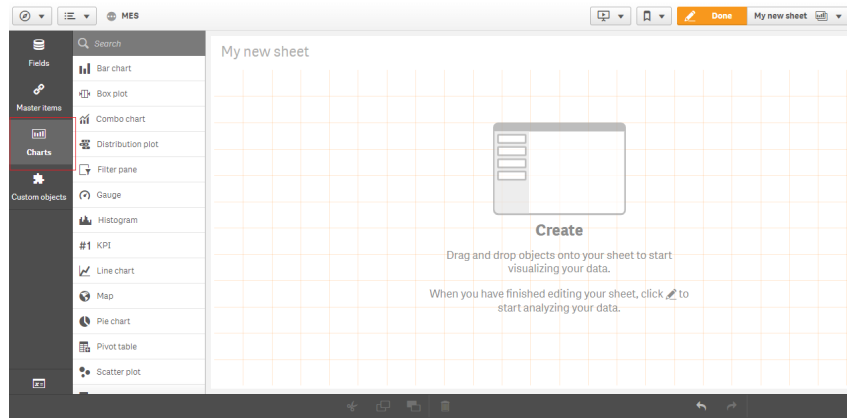 MES
Done
My new sheet
Fields
Master items
Charts
Custom objects
Search
Bar chart
Box plot
Combo chart
Distribution plot
Filter pane
Gauge
Histogram
#1 KPI
Line chart
Map
Pie chart
Pivot table
Scatter plot
My new sheet
Create
Drag and drop objects onto your sheet to start
visualizing your data.
When you have finished editing your sheet, click to
start analyzing your data.